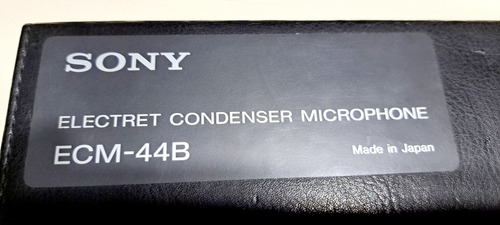 SONY
ELECTRET CONDENSER MICROPHONE
ECM-44B Made in Japan